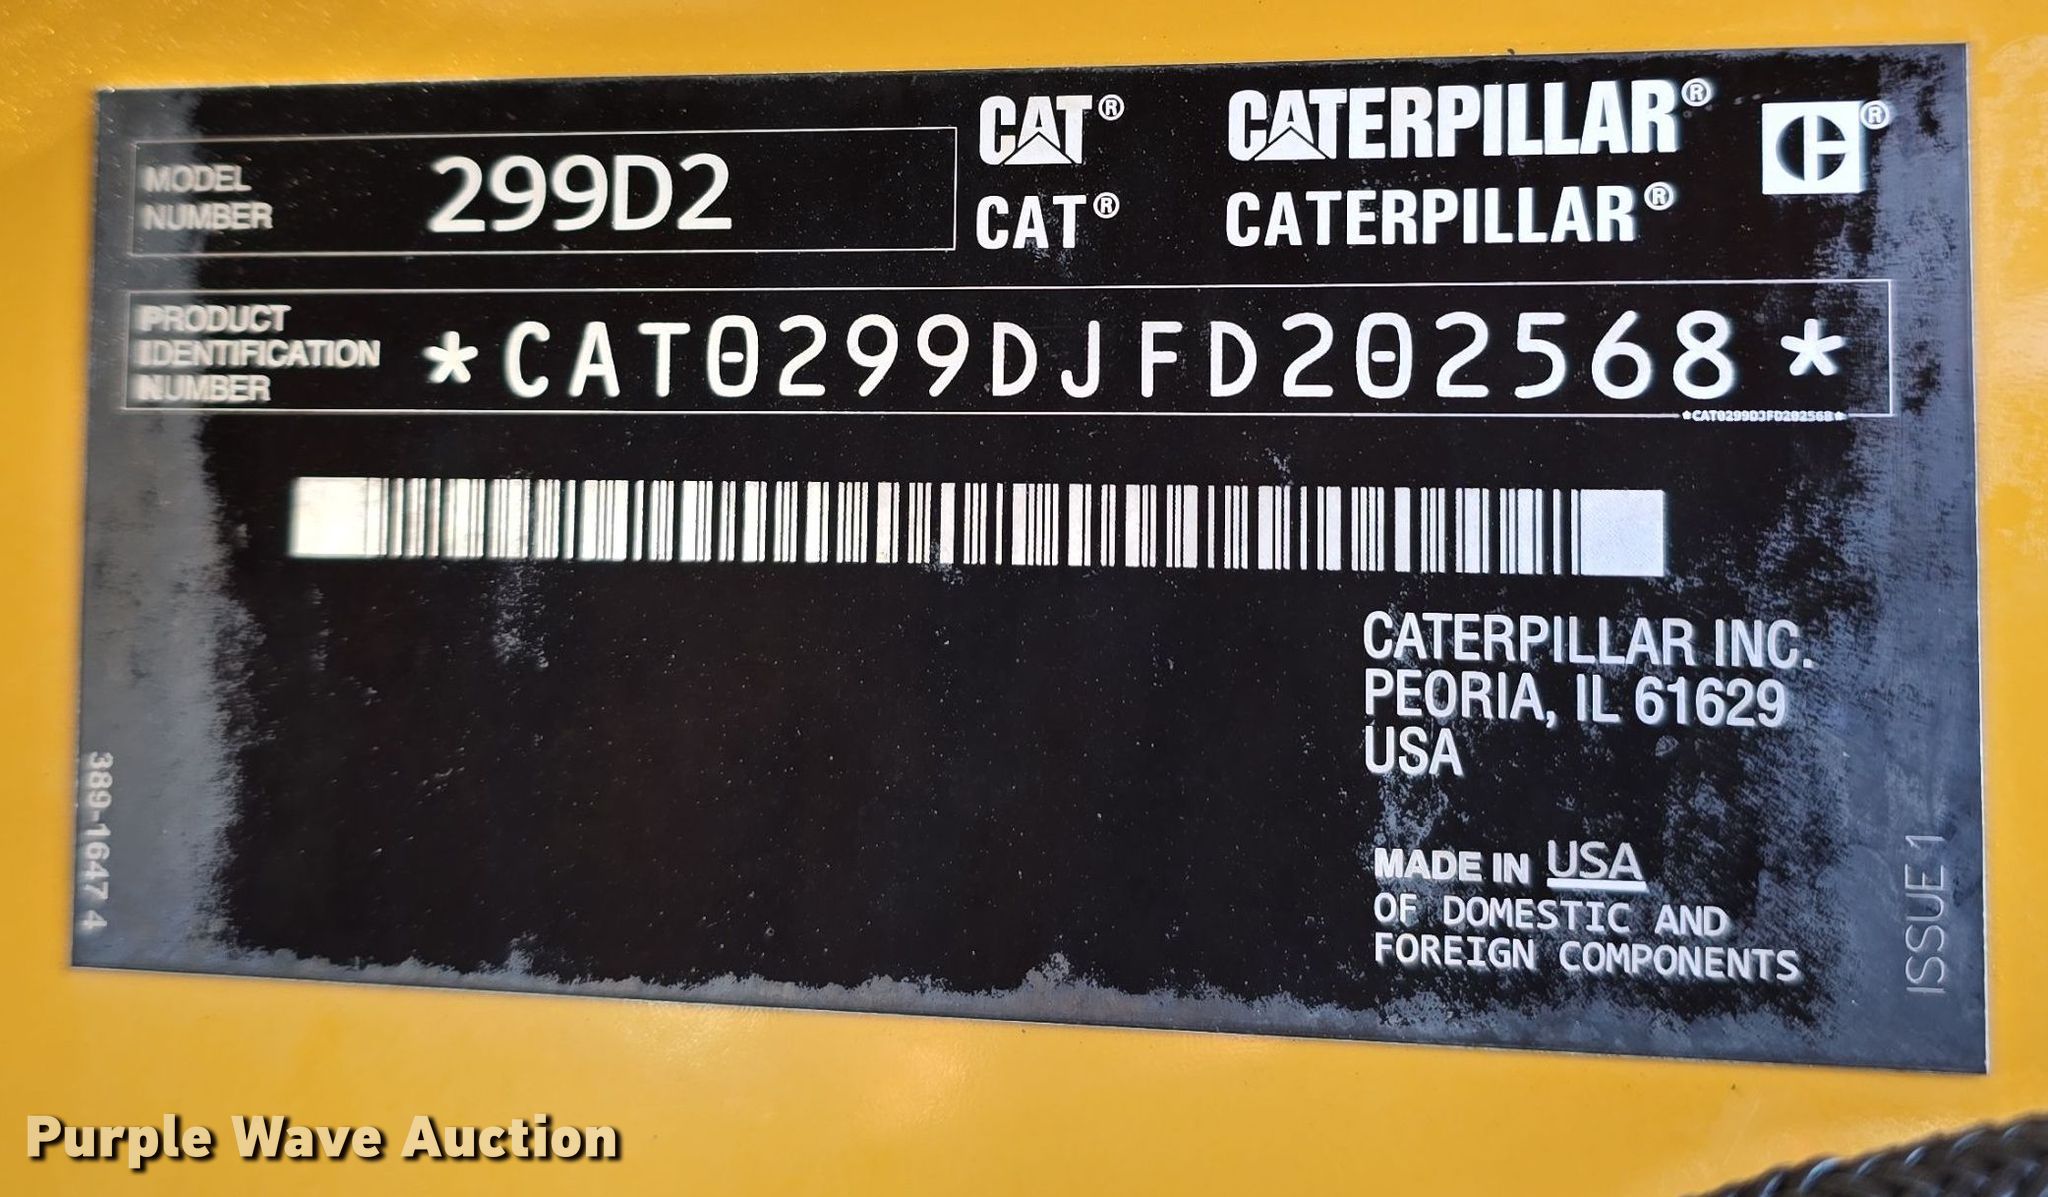 MODEL
NUMBER
299D2
CAT® CATERPILLAR®
CAT® CATERPILLAR®
PRODUCT
IDENTIFICATION
NUMBER
*CAT0299DJFD202568*
*CAT0299DJFD202568*
CATERPILLAR INC.
PEORIA, IL 61629
USA
MADE IN USA
OF DOMESTIC AND
FOREIGN COMPONENTS
389-1647 4
ISSUE 1
Purple Wave Auction